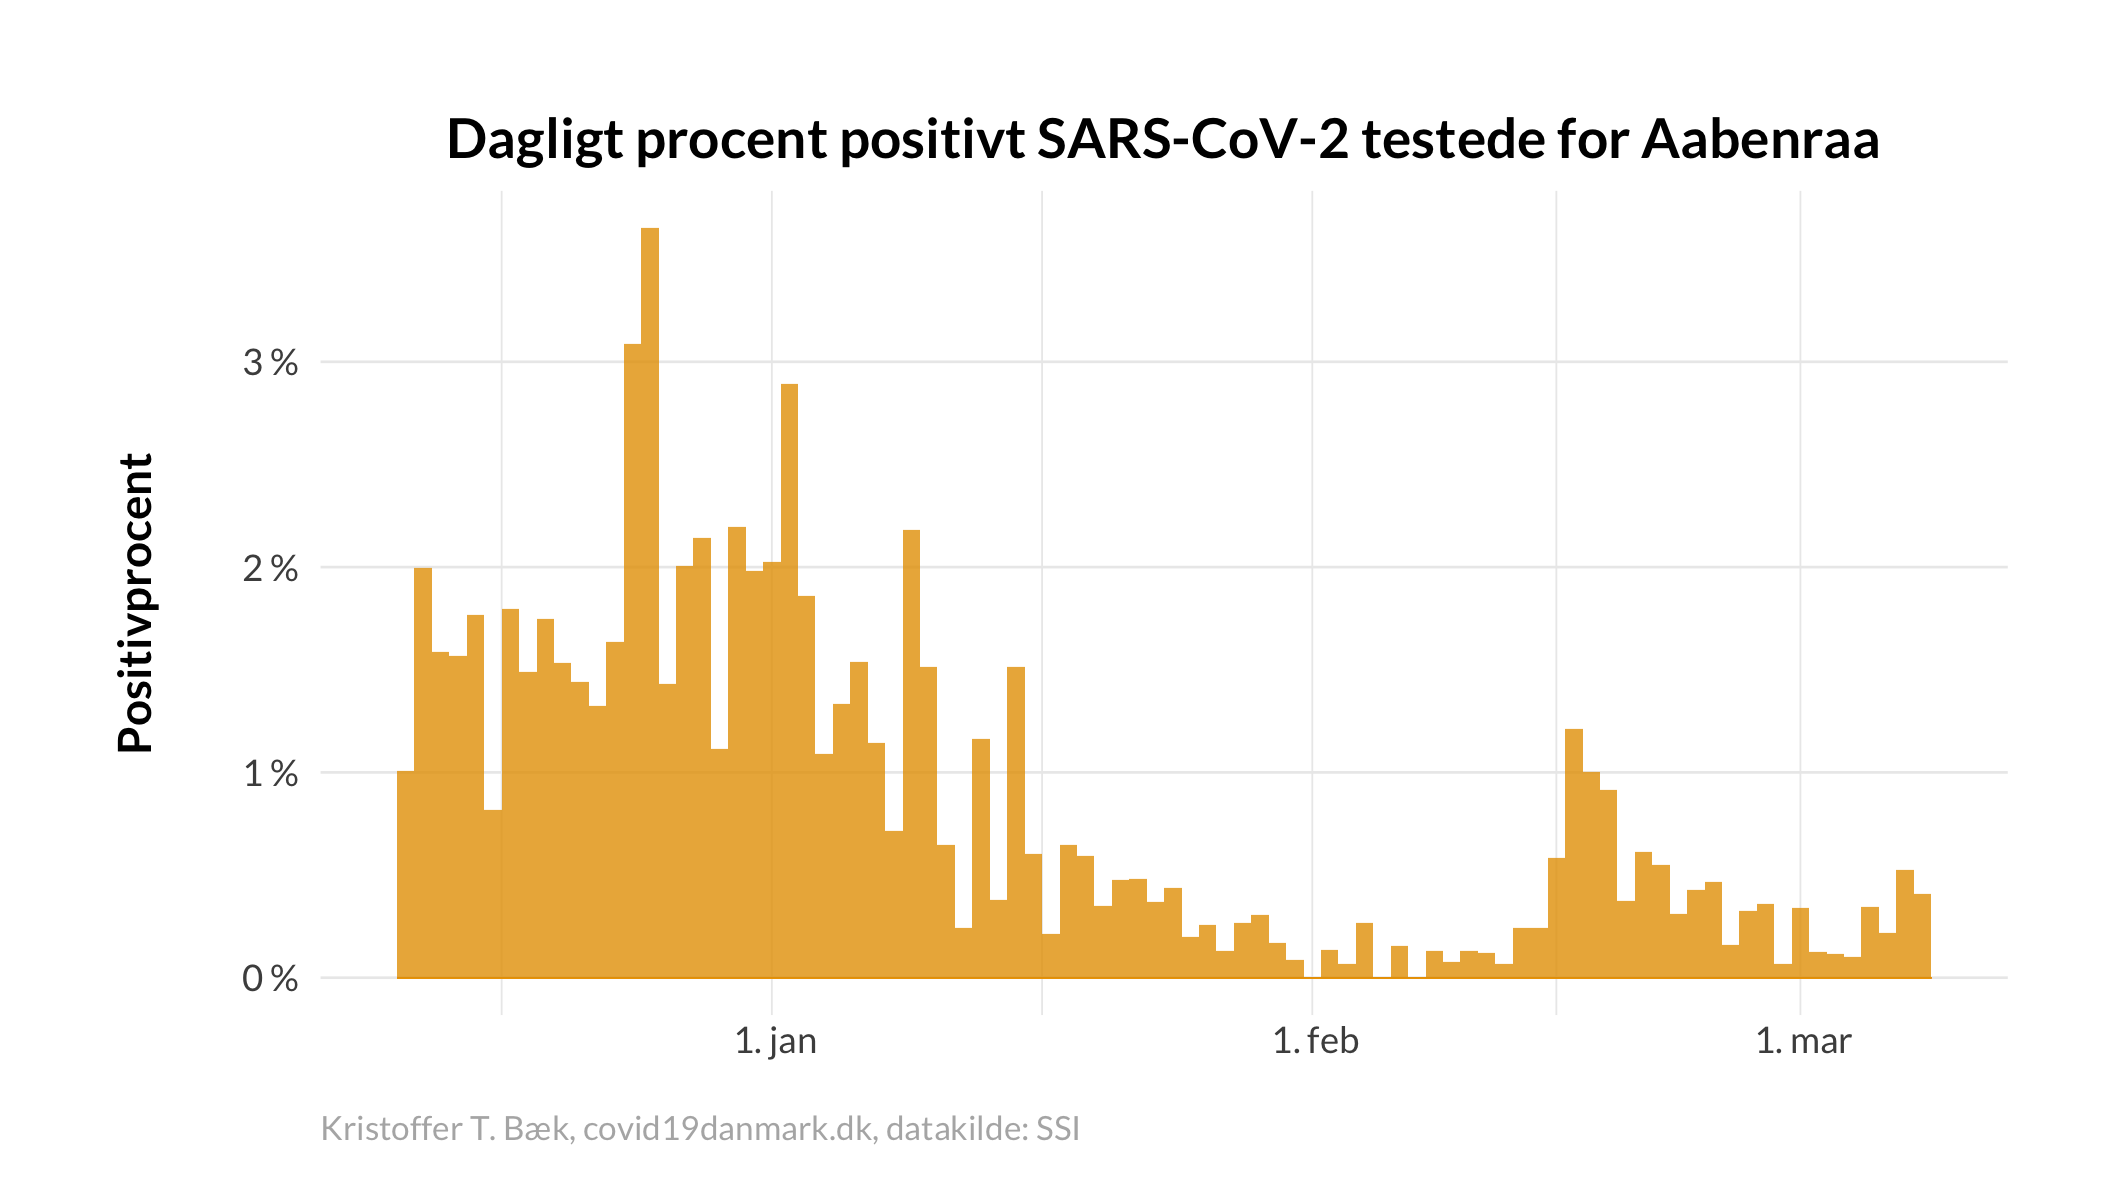 Dagligt procent positivt SARS-CoV-2 testede for Aabenraa
Positivprocent
3 %
2 %
1 %
0 %
1. jan
1. feb
1. mar
Kristoffer T. Bæk, covid19danmark.dk, datakilde: SSI